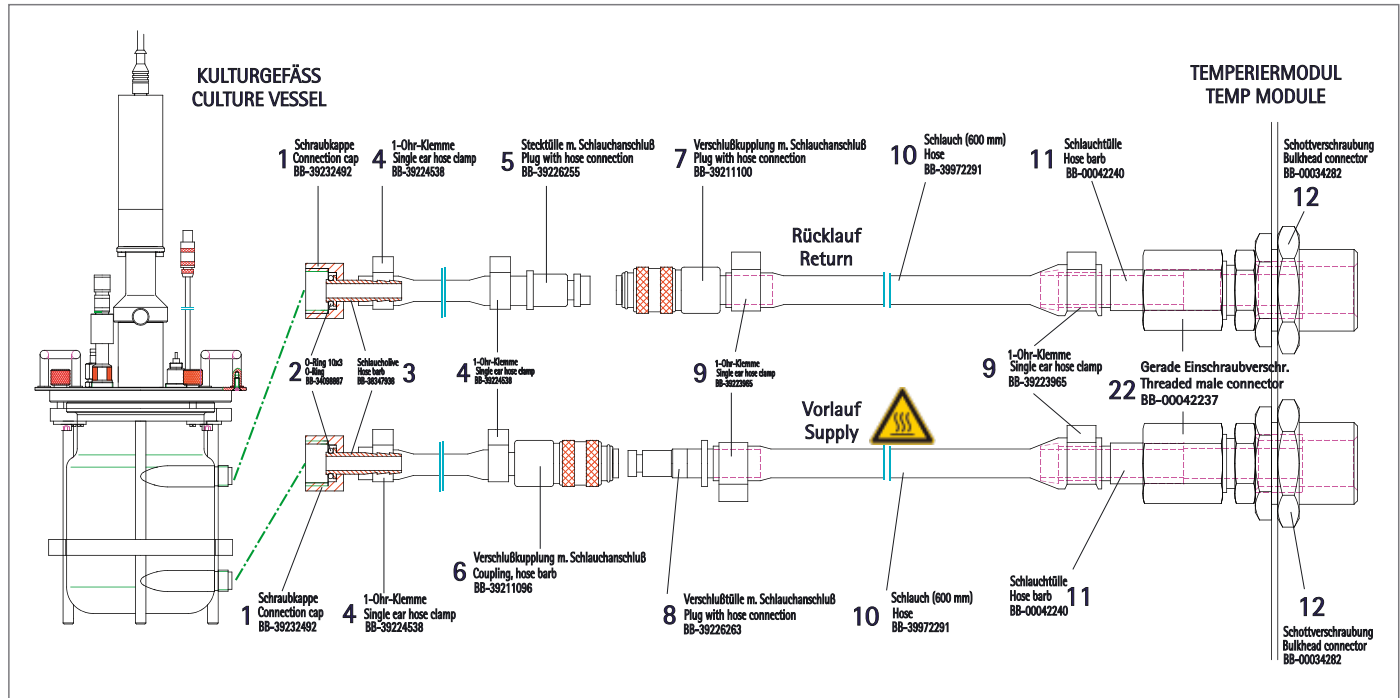 KULTURGEFÄSS
CULTURE VESSEL
TEMPERIERMODUL
TEMP MODULE
1 Schraubkappe
Connection cap
BB-39232492
4 1-Ohr-Klemme
Single ear hose clamp
BB-39224538
5 Stecktülle m. Schlauchanschluß
Plug with hose connection
BB-39226255
7 Verschlußkupplung m. Schlauchanschluß
Plug with hose connection
BB-39211100
10 Schlauch (600 mm)
Hose
BB-39972291
11 Schlauchtülle
Hose barb
BB-00042240
Schottverschraubung
Bulkhead connector
BB-00034282
12
Rücklauf
Return
2 O-Ring 10x3
O-Ring
BB-34098987
Schlaucholive
Hose barb
BB-38347938
3
4 1-Ohr-Klemme
Single ear hose clamp
BB-39224538
9 1-Ohr-Klemme
Single ear hose clamp
BB-39223965
9 1-Ohr-Klemme
Single ear hose clamp
BB-39223965
22 Gerade Einschraubverschr.
Threaded male connector
BB-00042237
Vorlauf
Supply
1 Schraubkappe
Connection cap
BB-39232492
4 1-Ohr-Klemme
Single ear hose clamp
BB-39224538
6 Verschlußkupplung m. Schlauchanschluß
Coupling, hose barb
BB-39211096
8 Verschlußtülle m. Schlauchanschluß
Plug with hose connection
BB-39226263
10 Schlauch (600 mm)
Hose
BB-39972291
Schlauchtülle
Hose barb
BB-00042240
11
12
Schottverschraubung
Bulkhead connector
BB-00034282